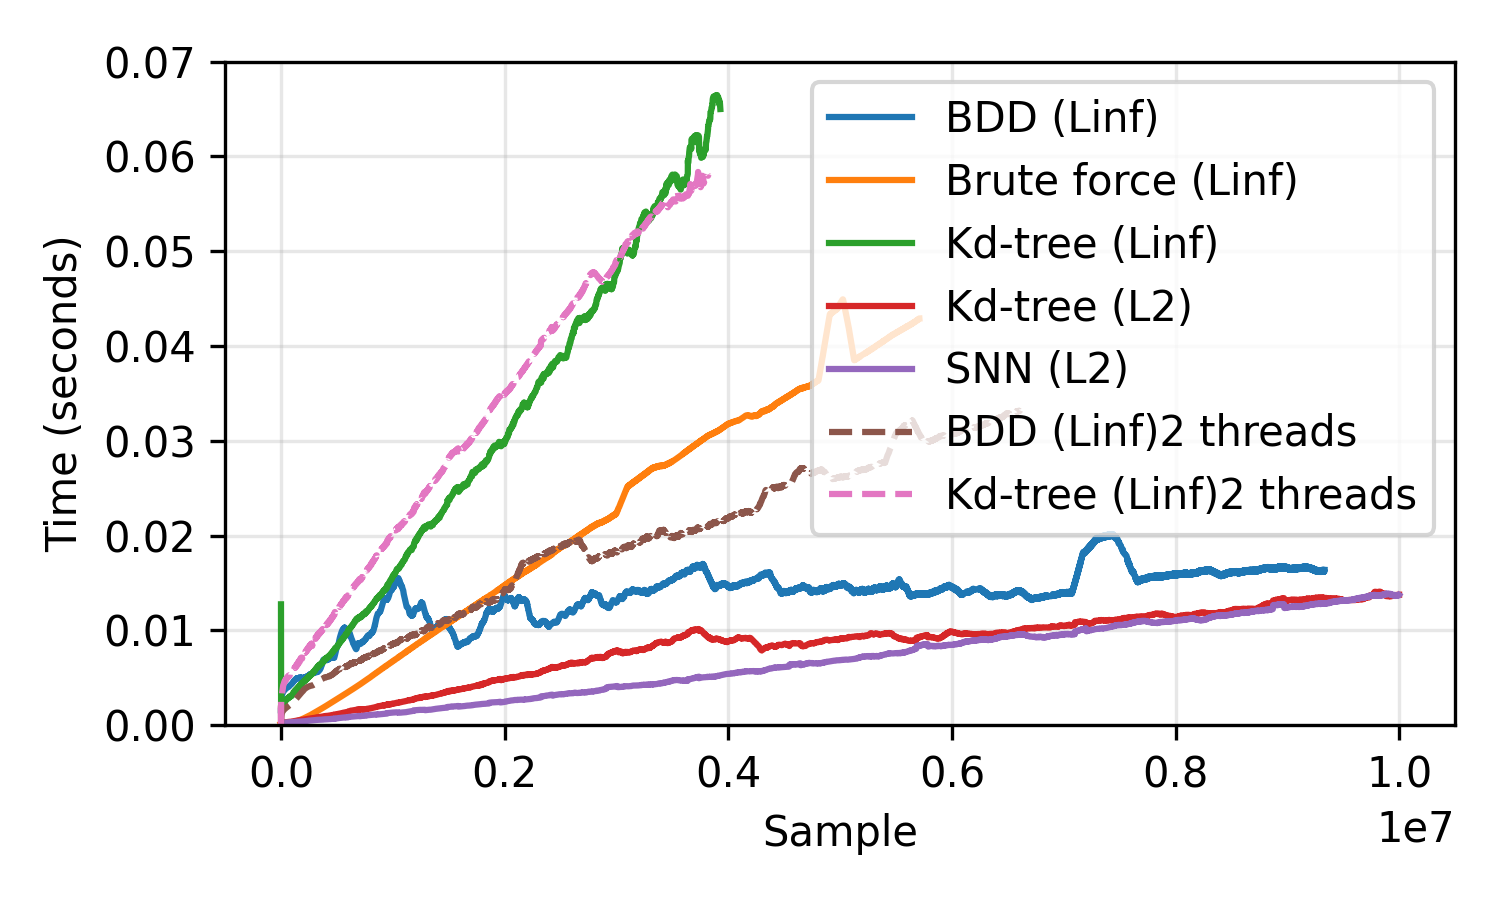 0.07
0.06
0.05
0.04
0.03
0.02
0.01
0.00
Time (seconds)
BDD (Linf)
Brute force (Linf)
Kd-tree (Linf)
Kd-tree (L2)
SNN (L2)
BDD (Linf)2 threads
Kd-tree (Linf)2 threads
0.0 0.2 0.4 0.6 0.8 1.0
1e7
Sample